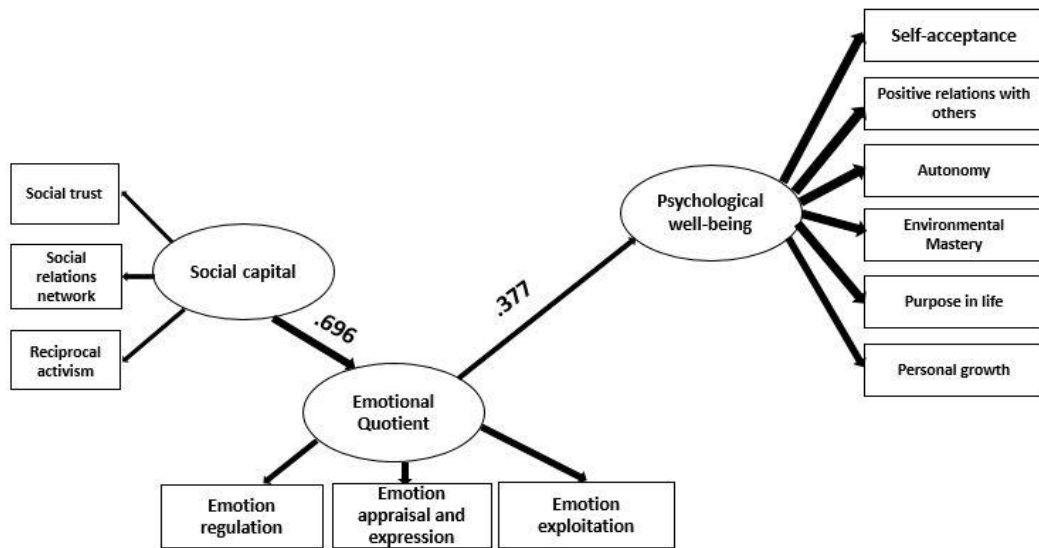 Self-acceptance
Positive relations with
others
Autonomy
Environmental
Mastery
Purpose in life
Personal growth
Psychological
well-being
Social trust
Social
relations
network
Reciprocal
activism
Social capital
.696
.377
Emotional
Quotient
Emotion
regulation
Emotion
appraisal and
expression
Emotion
exploitation